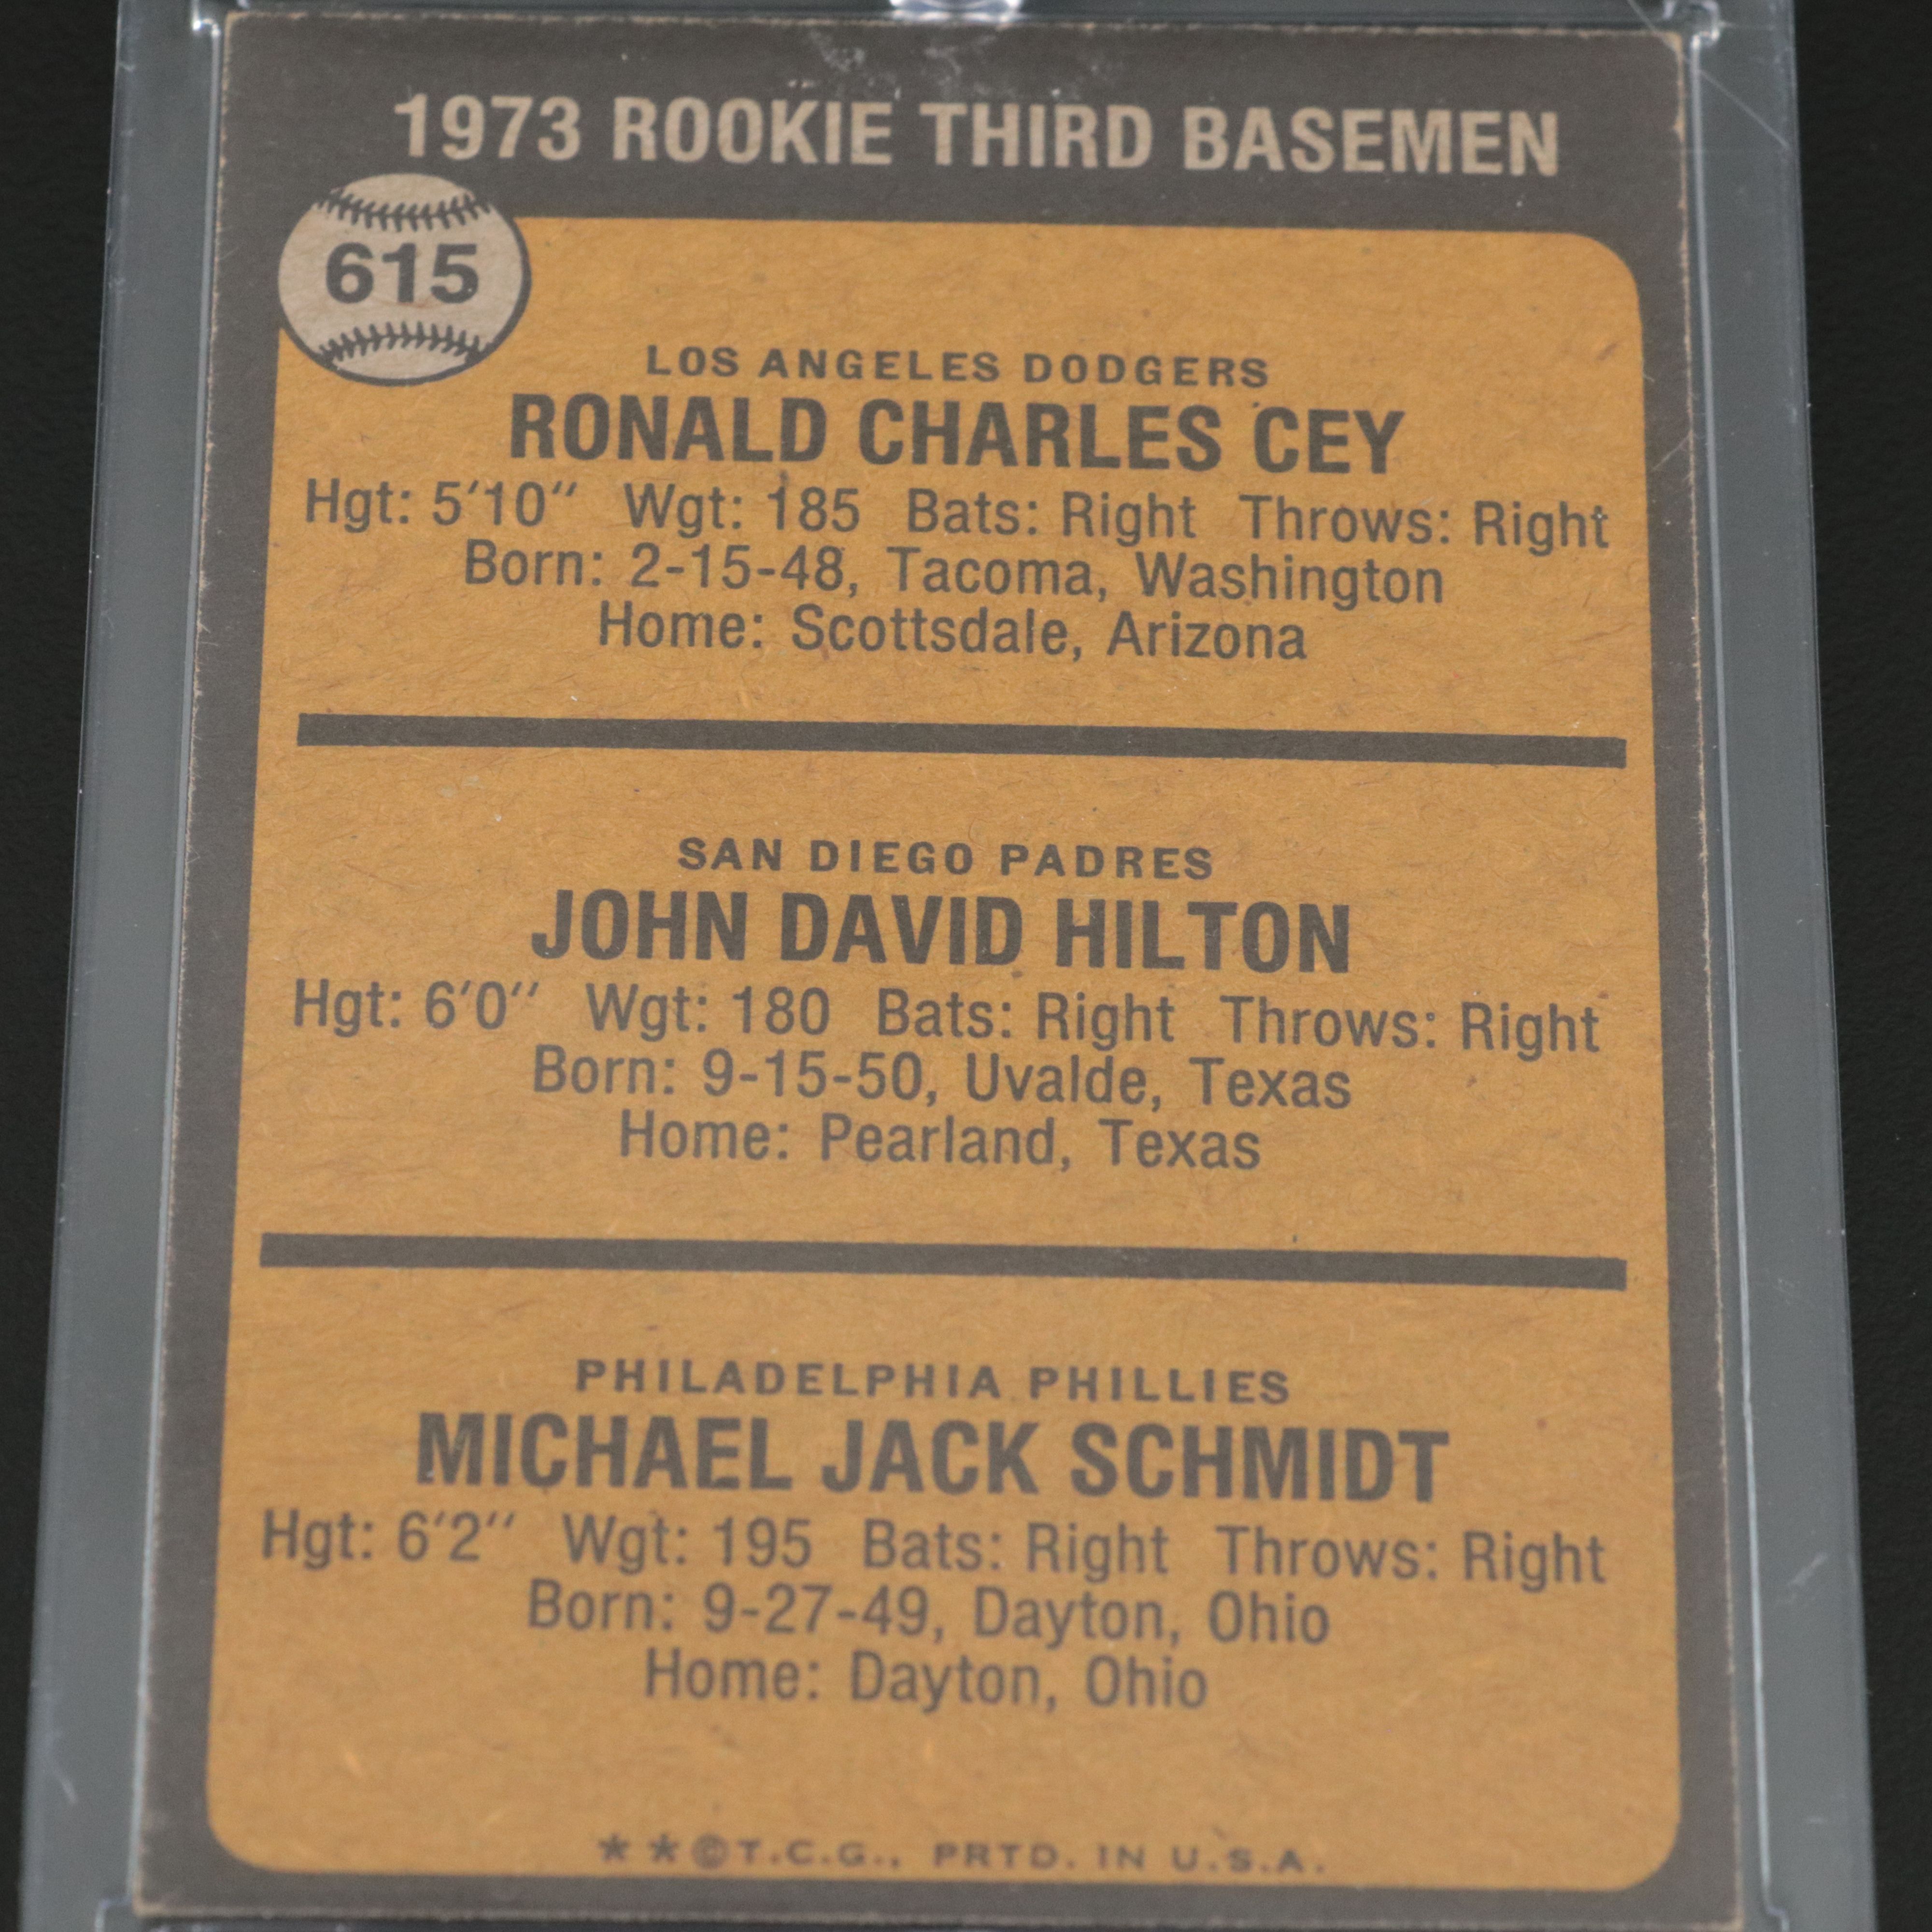 1973 ROOKIE THIRD BASEMEN
615
LOS ANGELES DODGERS
RONALD CHARLES CEY
Hgt: 5'10" Wgt: 185 Bats: Right Throws: Right
Born: 2-15-48, Tacoma, Washington
Home: Scottsdale, Arizona
SAN DIEGO PADRES
JOHN DAVID HILTON
Hgt: 6'0" Wgt: 180 Bats: Right Throws: Right
Born: 9-15-50, Uvalde, Texas
Home: Pearland, Texas
PHILADELPHIA PHILLIES
MICHAEL JACK SCHMIDT
Hgt: 6'2" Wgt: 195 Bats: Right Throws: Right
Born: 9-27-49, Dayton, Ohio
Home: Dayton, Ohio
**©T.C.G., PRTD. IN U.S.A.